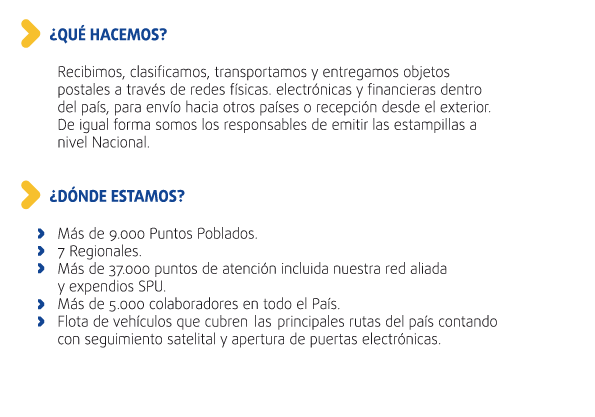 ¿QUÉ HACEMOS?
Recibimos, clasificamos, transportamos y entregamos objetos
postales a través de redes físicas. electrónicas y financieras dentro
del país, para envío hacia otros países o recepción desde el exterior.
De igual forma somos los responsables de emitir las estampillas a
nivel Nacional.
¿DÓNDE ESTAMOS?
Más de 9.000 Puntos Poblados.
7 Regionales.
Más de 37.000 puntos de atención incluida nuestra red aliada
y expendios SPU.
Más de 5.000 colaboradores en todo el País.
Flota de vehículos que cubren las principales rutas del país contando
con seguimiento satelital y apertura de puertas electrónicas.